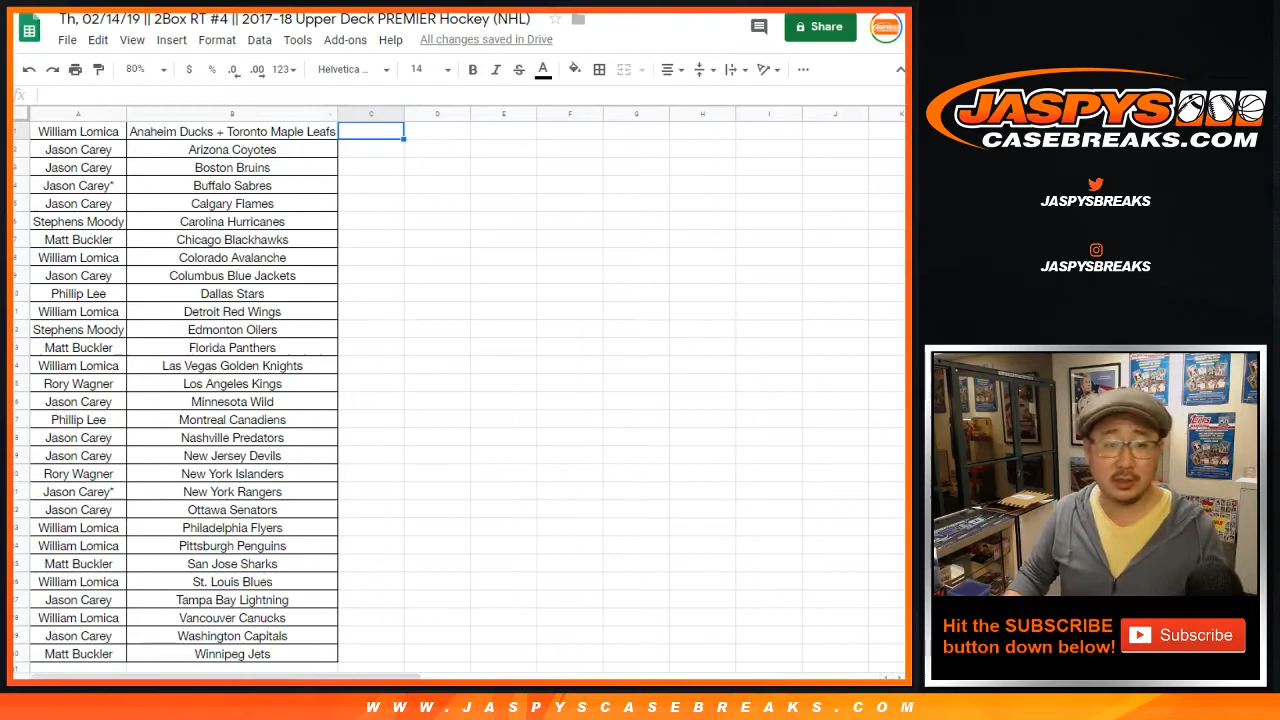 Th, 02/14/19 || 2Box RT #4 || 2017-18 Upper Deck PREMIER Hockey (NHL)
File Edit View Insert Format Data Tools Add-ons Help All changes saved in Drive
Share
80% $ % .0 .00 123 Helvetica ... 14 B I S A
fx
A B C D E F G H I J K
William Lomica Anaheim Ducks + Toronto Maple Leafs
Jason Carey Arizona Coyotes
Jason Carey Boston Bruins
Jason Carey* Buffalo Sabres
Jason Carey Calgary Flames
Stephens Moody Carolina Hurricanes
Matt Buckler Chicago Blackhawks
William Lomica Colorado Avalanche
Jason Carey Columbus Blue Jackets
Phillip Lee Dallas Stars
William Lomica Detroit Red Wings
Stephens Moody Edmonton Oilers
Matt Buckler Florida Panthers
William Lomica Las Vegas Golden Knights
Rory Wagner Los Angeles Kings
Jason Carey Minnesota Wild
Phillip Lee Montreal Canadiens
Jason Carey Nashville Predators
Jason Carey New Jersey Devils
Rory Wagner New York Islanders
Jason Carey* New York Rangers
Jason Carey Ottawa Senators
William Lomica Philadelphia Flyers
William Lomica Pittsburgh Penguins
Matt Buckler San Jose Sharks
William Lomica St. Louis Blues
Jason Carey Tampa Bay Lightning
William Lomica Vancouver Canucks
Jason Carey Washington Capitals
Matt Buckler Winnipeg Jets
JASPYS
CASEBREAKS.COM
JASPYSBREAKS
JASPYSBREAKS
Topps
Hit the SUBSCRIBE
button down below!
Subscribe
WWW.JASPYSCASEBREAKS.COM